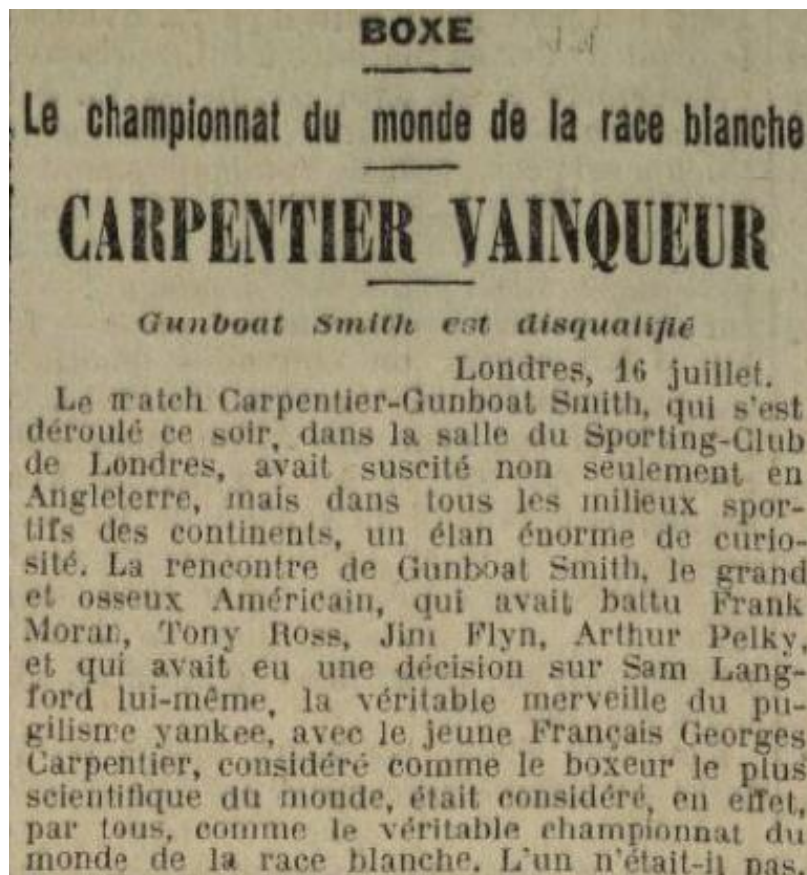 BOXE
Le championnat du monde de la race blanche
CARPENTIER VAINQUEUR
Gunboat Smith est disqualifié
Londres, 16 juillet.
Le match Carpentier-Gunboat Smith, qui s'est
déroulé ce soir, dans la salle du Sporting-Club
de Londres, avait suscité non seulement en
Angleterre, mais dans tous les milieux spor-
tifs des continents, un élan énorme de curio-
sité. La rencontre de Gunboat Smith, le grand
et osseux Américain, qui avait battu Frank
Moran, Tony Ross, Jim Flyn, Arthur Pelky,
et qui avait eu une décision sur Sam Lang-
ford lui-même, la véritable merveille du pu-
gilisme yankee, avec le jeune Français Georges
Carpentier, considéré comme le boxeur le plus
scientifique du monde, était considéré, en effet,
par tous, comme le véritable championnat du
monde de la race blanche. L'un n'était-il pas,